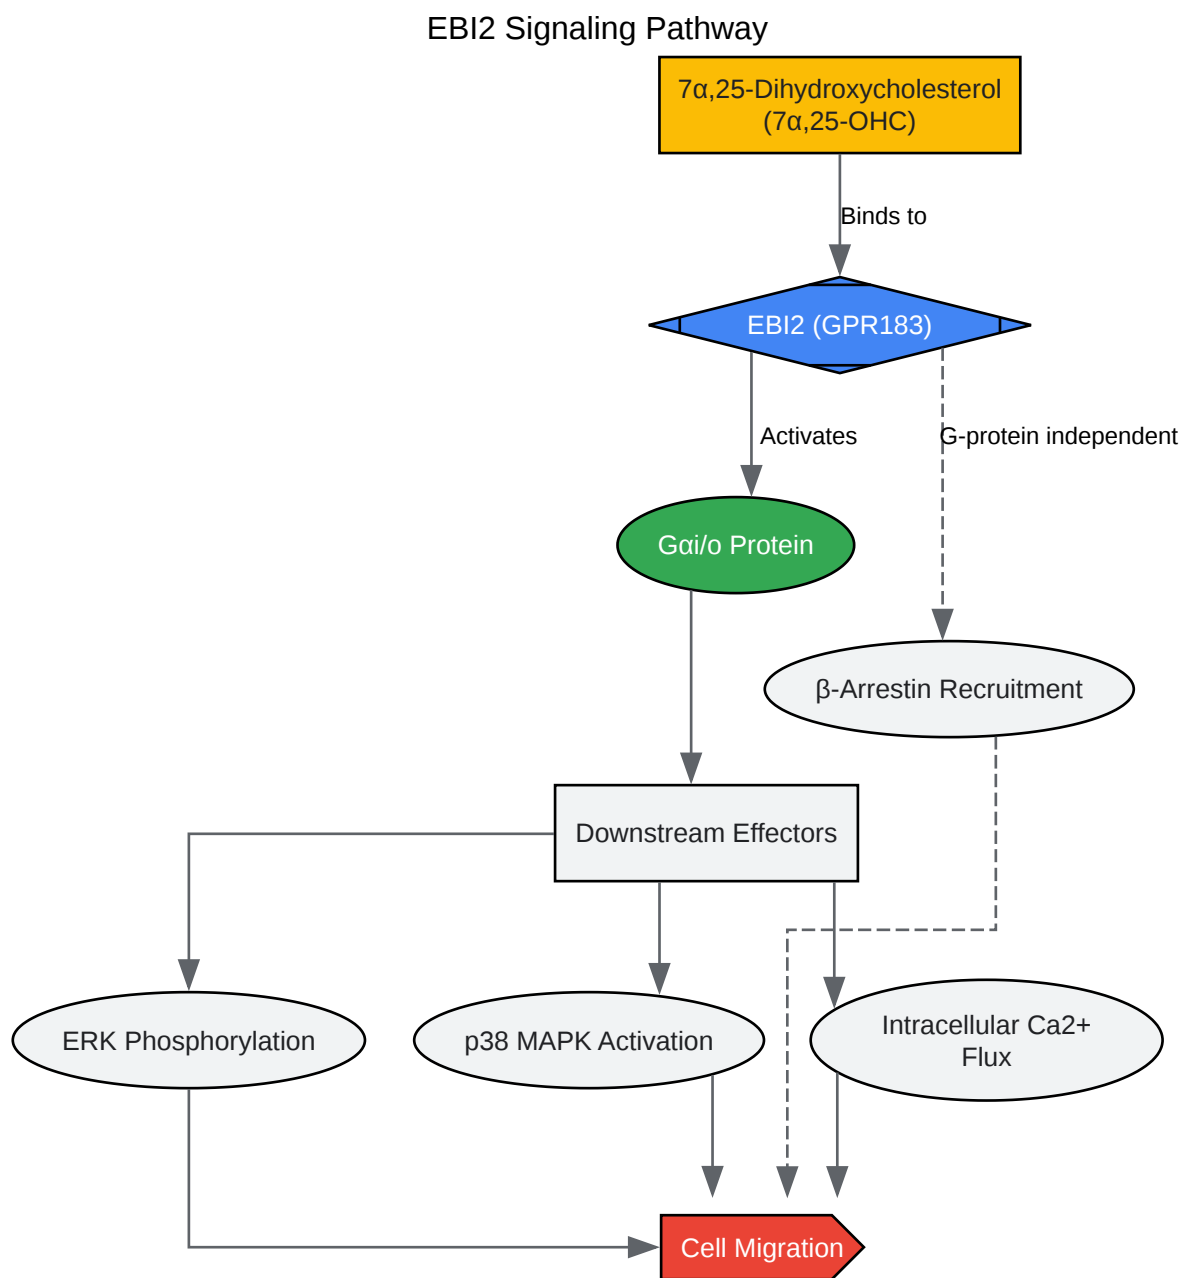 EBI2 Signaling Pathway
7α,25-Dihydroxycholesterol
(7α,25-OHC)
Binds to
EBI2 (GPR183)
Activates
G-protein independent
Gαi/o Protein
β-Arrestin Recruitment
Downstream Effectors
ERK Phosphorylation
p38 MAPK Activation
Intracellular Ca2+
Flux
Cell Migration